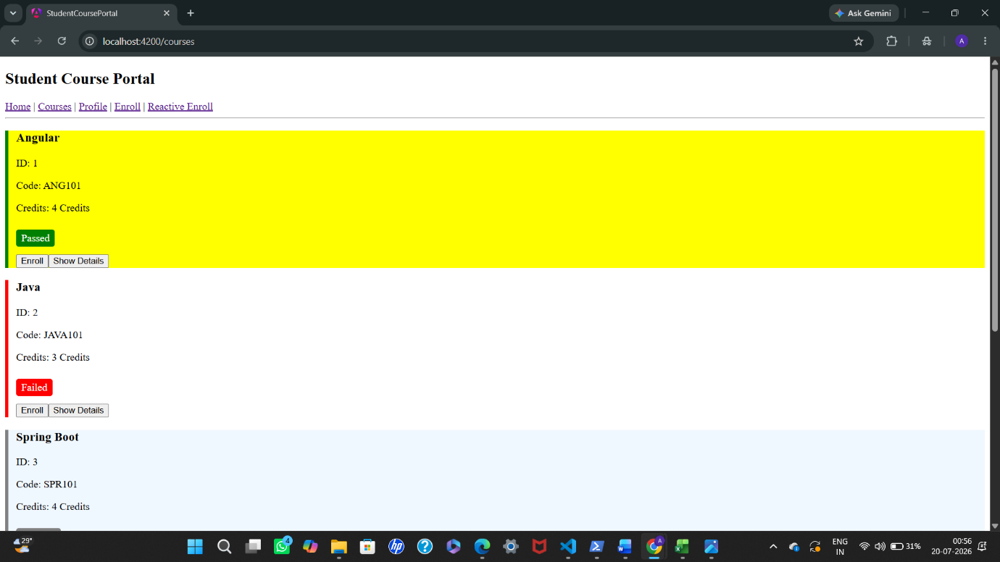 StudentCoursePortal
Ask Gemini
localhost:4200/courses
A
Student Course Portal
Home | Courses | Profile | Enroll | Reactive Enroll
Angular
ID: 1
Code: ANG101
Credits: 4 Credits
Passed
Enroll Show Details
Java
ID: 2
Code: JAVA101
Credits: 3 Credits
Failed
Enroll Show Details
Spring Boot
ID: 3
Code: SPR101
Credits: 4 Credits
29°
4
hp
A
ENG
IN
31%
00:56
20-07-2026